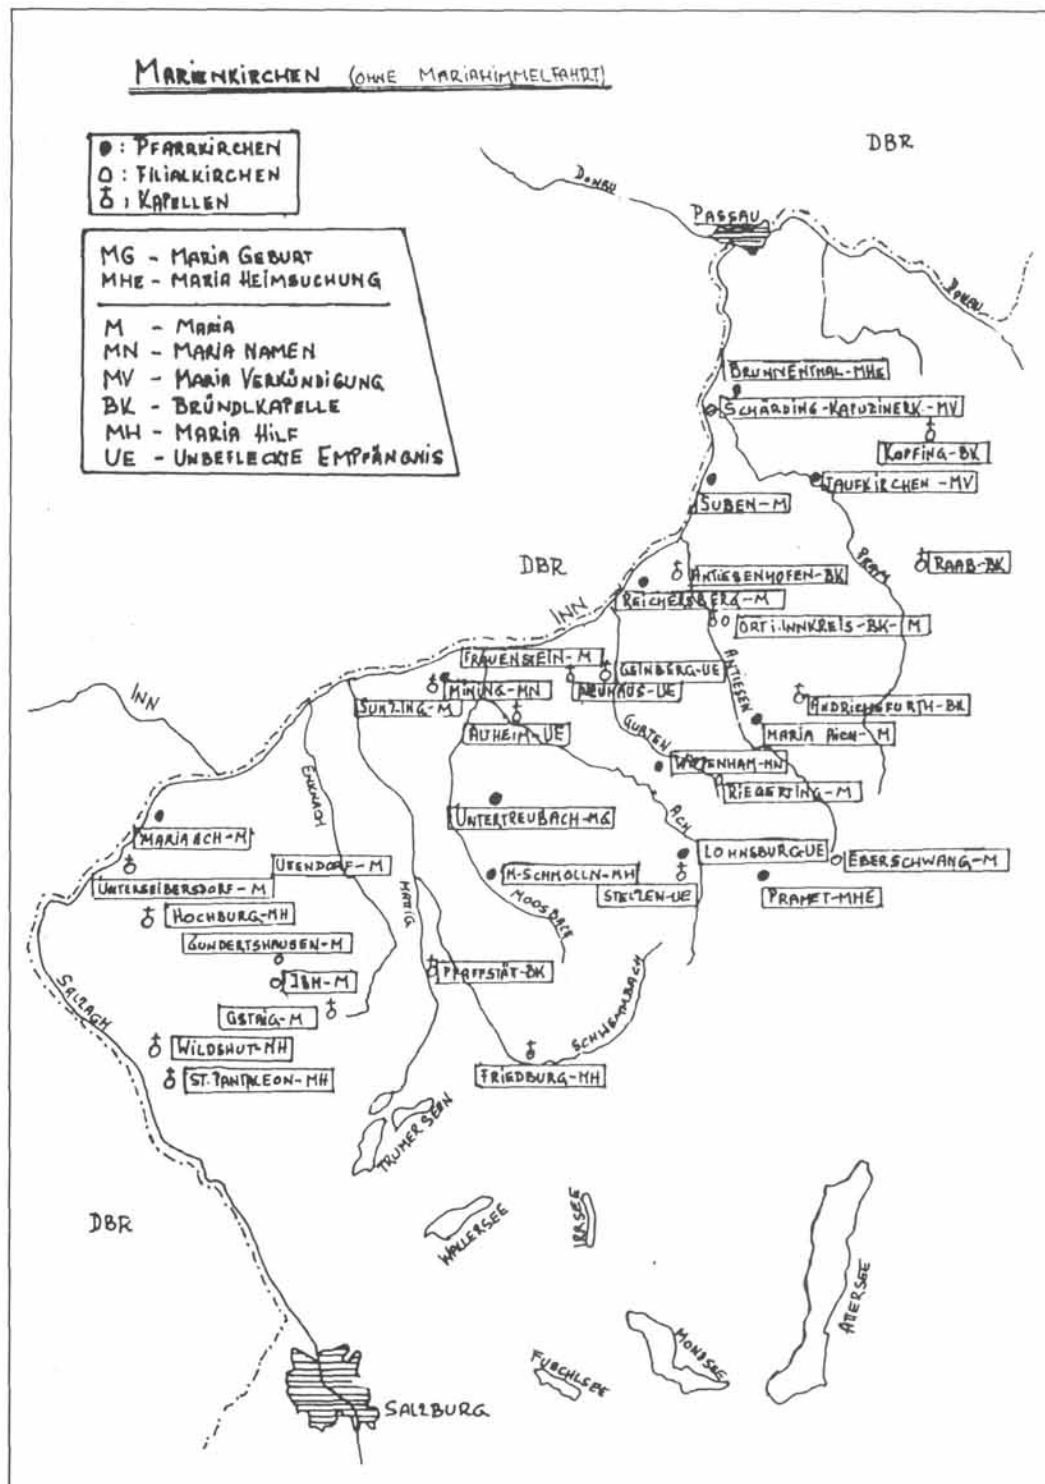 MARIENKIRCHEN (OHNE MARIAHIMMELFAHRT)
: PFARRKIRCHEN
: FILIALKIRCHEN
: KAPELLEN
MG - MARIA GEBURT
MHE - MARIA HEIMSUCHUNG
M - MARIA
MN - MARIA NAMEN
MV - MARIA VERKÜNDIGUNG
BK - BRÜNDLKAPELLE
MH - MARIA HILF
UE - UNBEFLECKTE EMPFÄNGNIS
DBR
DONAU
PASSAU
DONAU
BRUNNENTHAL-MHE
SCHÄRDING-KAPUZINERK-MV
KOPFING-BK
TAUFKIRCHEN-MV
SUBEN-M
PRAM
DBR
ANTIESENHOFEN-BK
RAAB-BK
REICHERSBERG-M
INN
ORT i. INNKREIS-BK-M
FRAUENSTEIN-M
GEINBERG-UE
ANTIESEN
INN
MINING-MN
NEUHAUS-UE
SUNZING-M
ANDRICHSFURTH-BK
ALTHEIM-UE
GURTEN
MARIA AICH-M
WIPPENHAM-MN
ENKNACH
RIEGERTING-M
UNTERTREUBACH-MG
ACH
MARIA ACH-M
LOHNSBURG-UE
EBERSCHWANG-M
UTTENDORF-M
MATTIG
M-SCHMOLLN-MH
UNTERSEIBERSDORF-M
STELZEN-UE
PRAMET-MHE
HOCHBURG-MH
MOOSBACH
GUNDERTSHAUSEN-M
IBM-M
PFAFFSTÄT-BK
SALZACH
SCHWEMMBACH
GSTAIG-M
WILDSHUT-MH
FRIEDBURG-MH
ST. PANTALEON-MH
TRUMER SEEN
DBR
WALLERSEE
IRRSEE
ATTERSEE
MONDSEE
FUSCHLSEE
SALZBURG